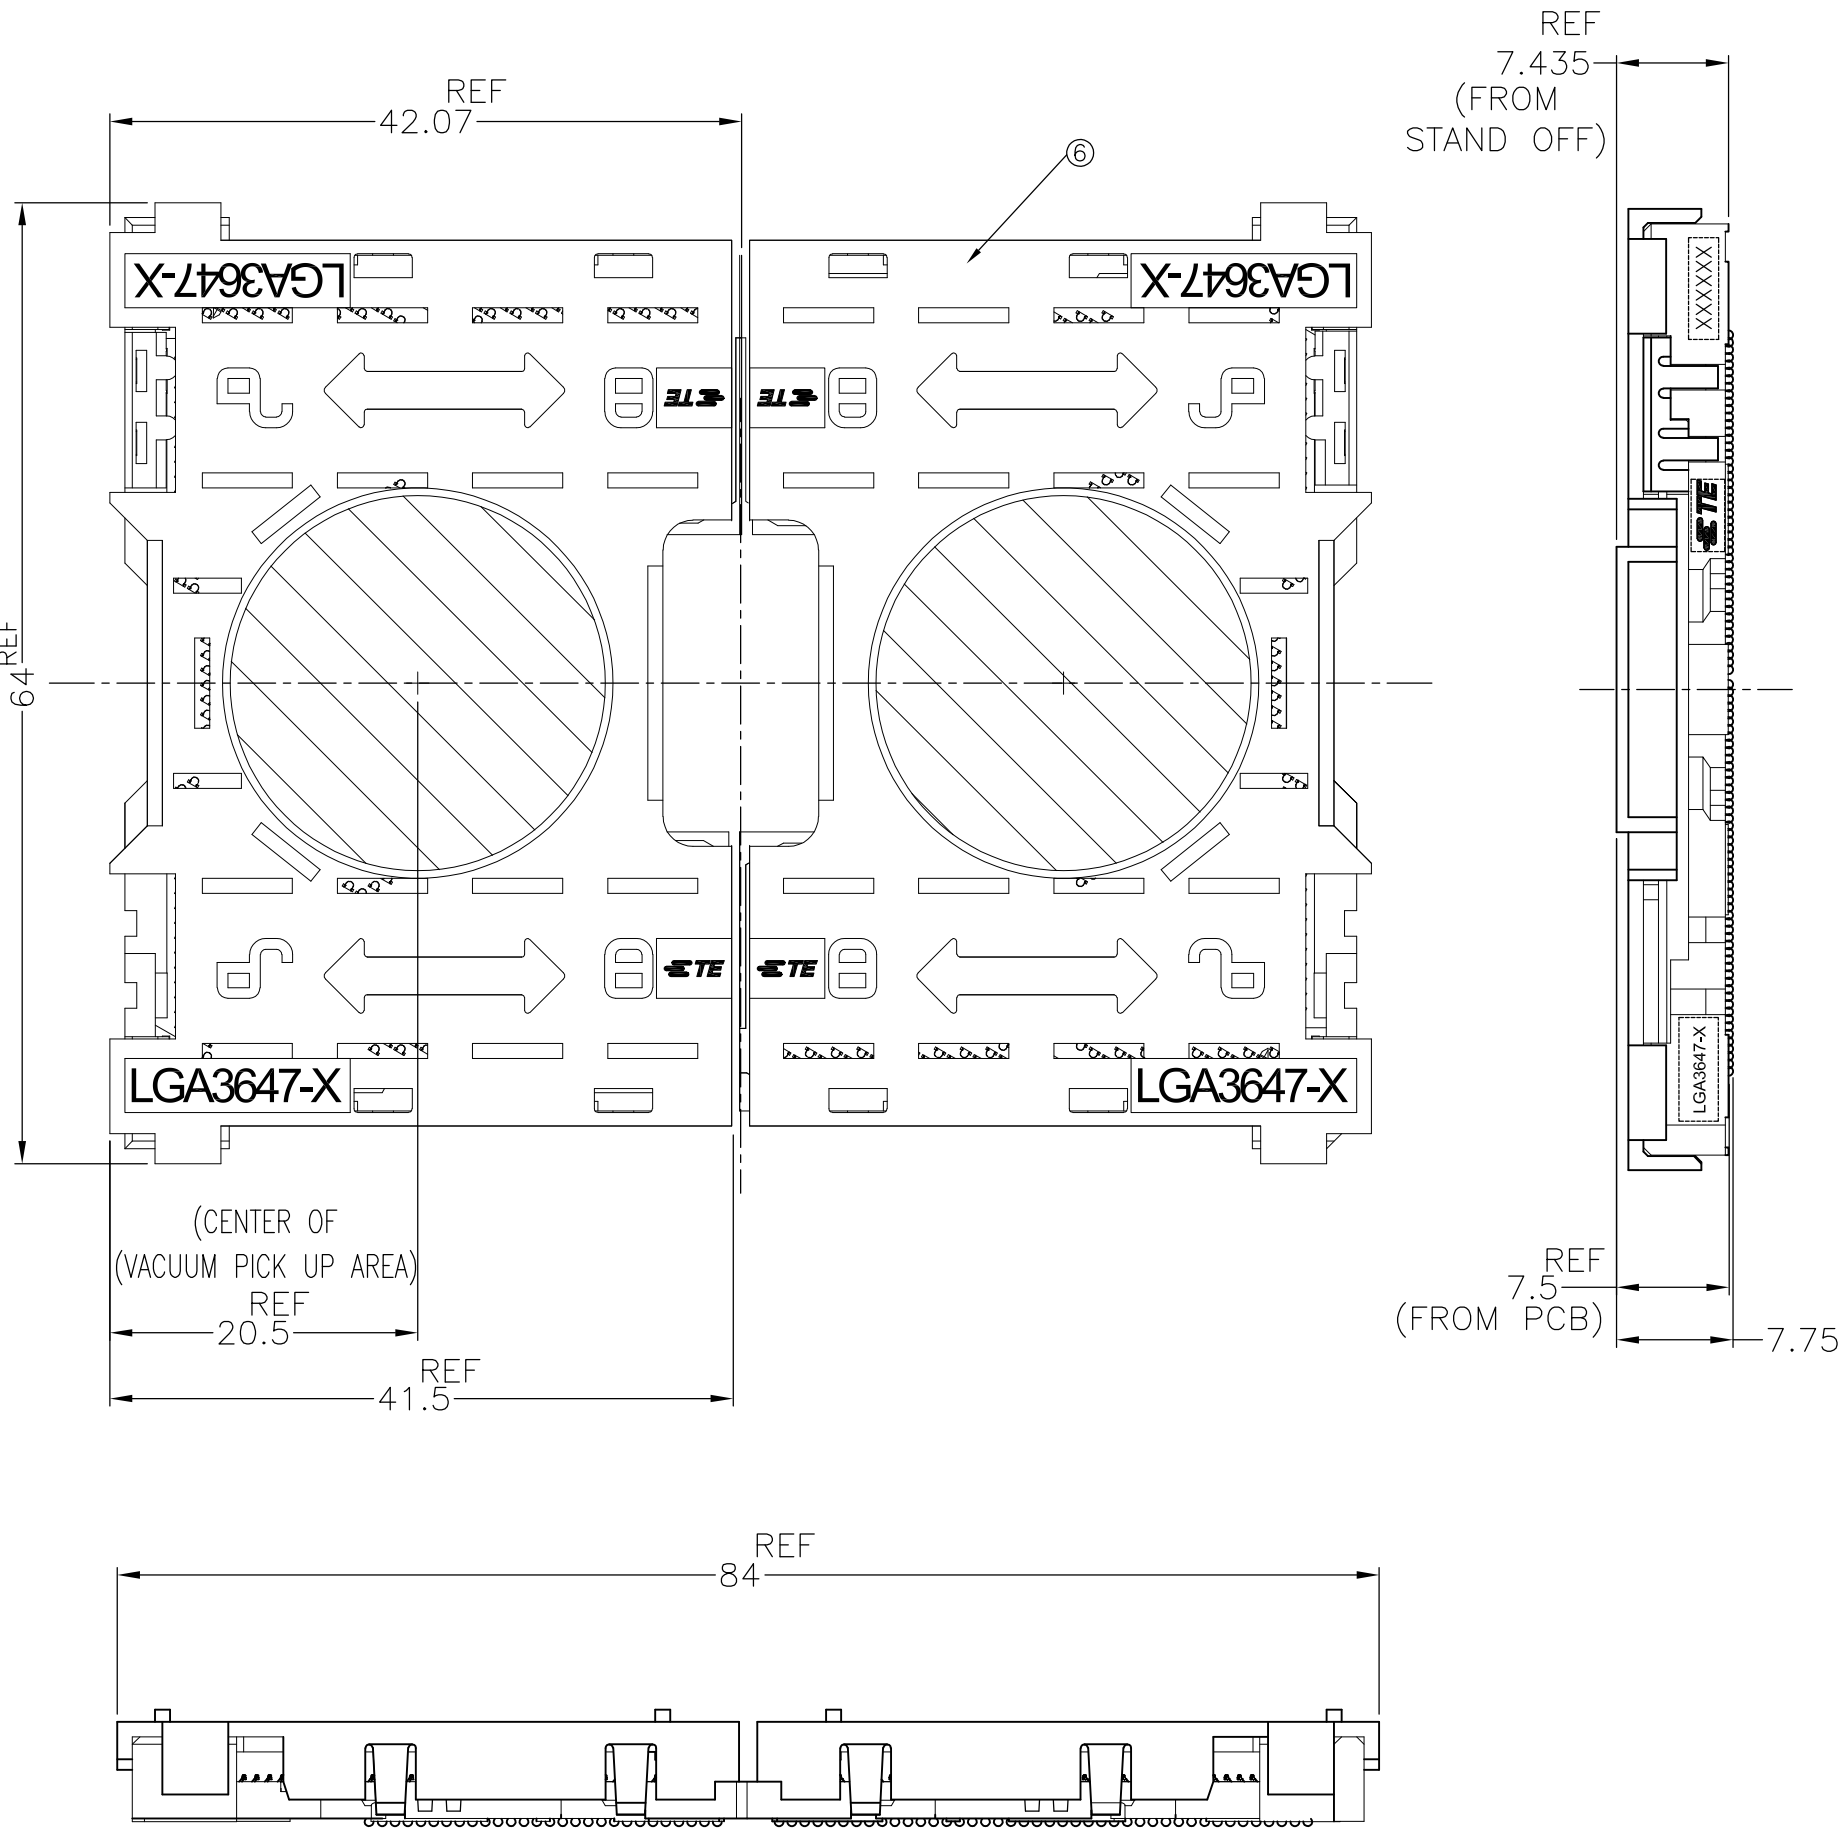 REF
7.435
(FROM
STAND OFF)
REF
42.07
6
LGA3647-X
LGA3647-X
XXXXX
TE
TE
TE
REF
64
TE
TE
LGA3647-X
LGA3647-X
LGA3647-X
(CENTER OF
(VACUUM PICK UP AREA)
REF
20.5
REF
41.5
REF
7.5
(FROM PCB)
7.75
REF
84